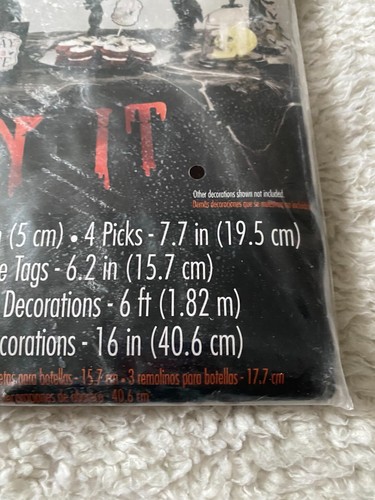 Y IT
Other decorations shown not included.
Demás decoraciones que se muestran no incluidas
(5 cm) • 4 Picks - 7.7 in (19.5 cm)
e Tags - 6.2 in (15.7 cm)
Decorations - 6 ft (1.82 m)
corations - 16 in (40.6 cm)
etas para botellas - 15.7 cm • 3 remolinos para botellas - 17.7 cm
decoraciones de - 40.6 cm